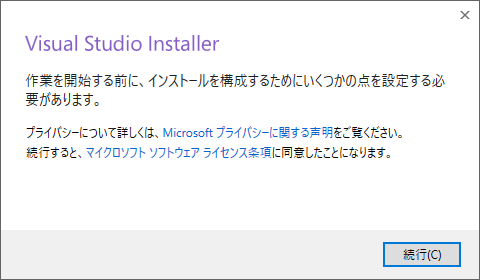 Visual Studio Installer
作業を開始する前に、インストールを構成するためにいくつかの点を設定する必
要があります。
プライバシーについて詳しくは、Microsoft プライバシーに関する声明をご覧ください。
続行すると、マイクロソフト ソフトウェア ライセンス条項に同意したことになります。
続行(C)